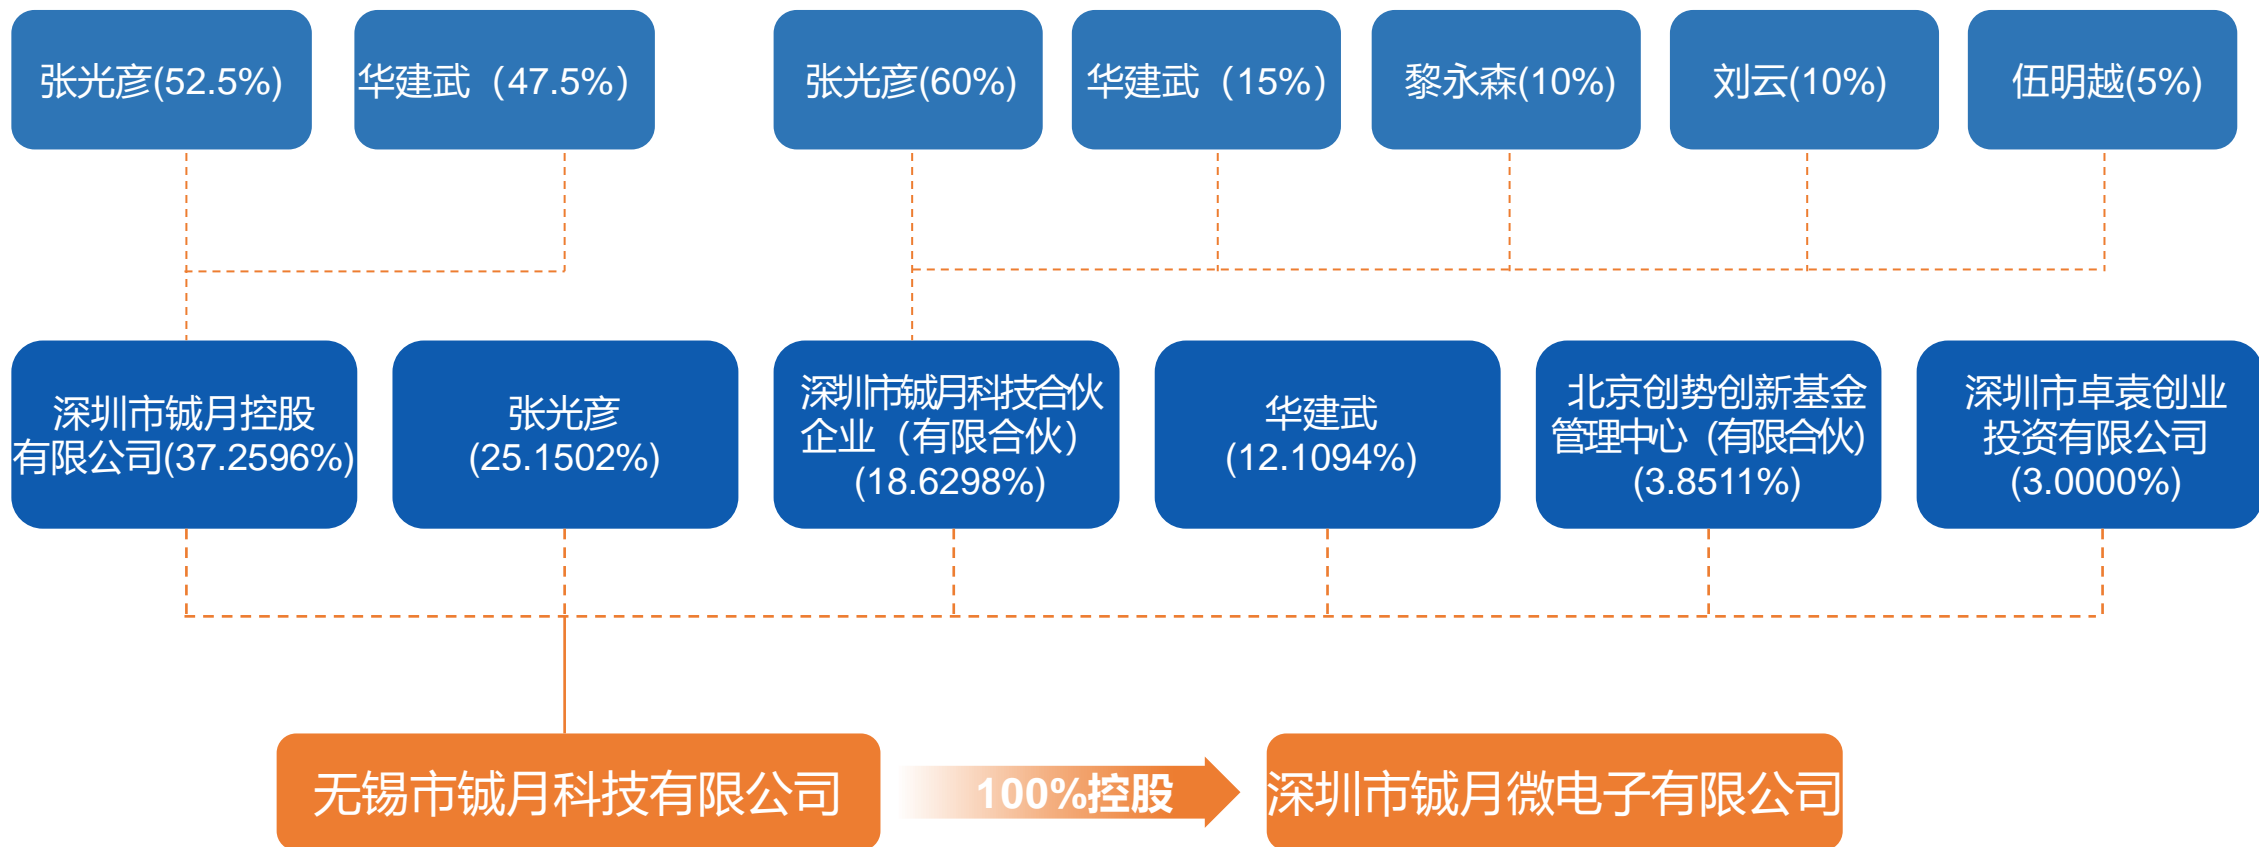 张光彦(52.5%)
华建武（47.5%）
张光彦(60%)
华建武（15%）
黎永森(10%)
刘云(10%)
伍明越(5%)
深圳市钺月控股
有限公司(37.2596%)
张光彦
(25.1502%)
深圳市钺月科技合伙
企业（有限合伙）
(18.6298%)
华建武
(12.1094%)
北京创势创新基金
管理中心（有限合伙）
(3.8511%)
深圳市卓袁创业
投资有限公司
(3.0000%)
无锡市钺月科技有限公司
100%控股
深圳市钺月微电子有限公司